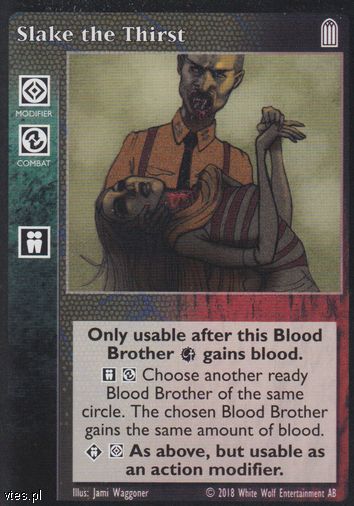 Slake the Thirst
MODIFIER
COMBAT
Only usable after this Blood
Brother gains blood.
Choose another ready
Blood Brother of the same
circle. The chosen Blood Brother
gains the same amount of blood.
As above, but usable as
an action modifier.
Illus: Jami Waggoner © 2018 White Wolf Entertainment AB
vtes.pl